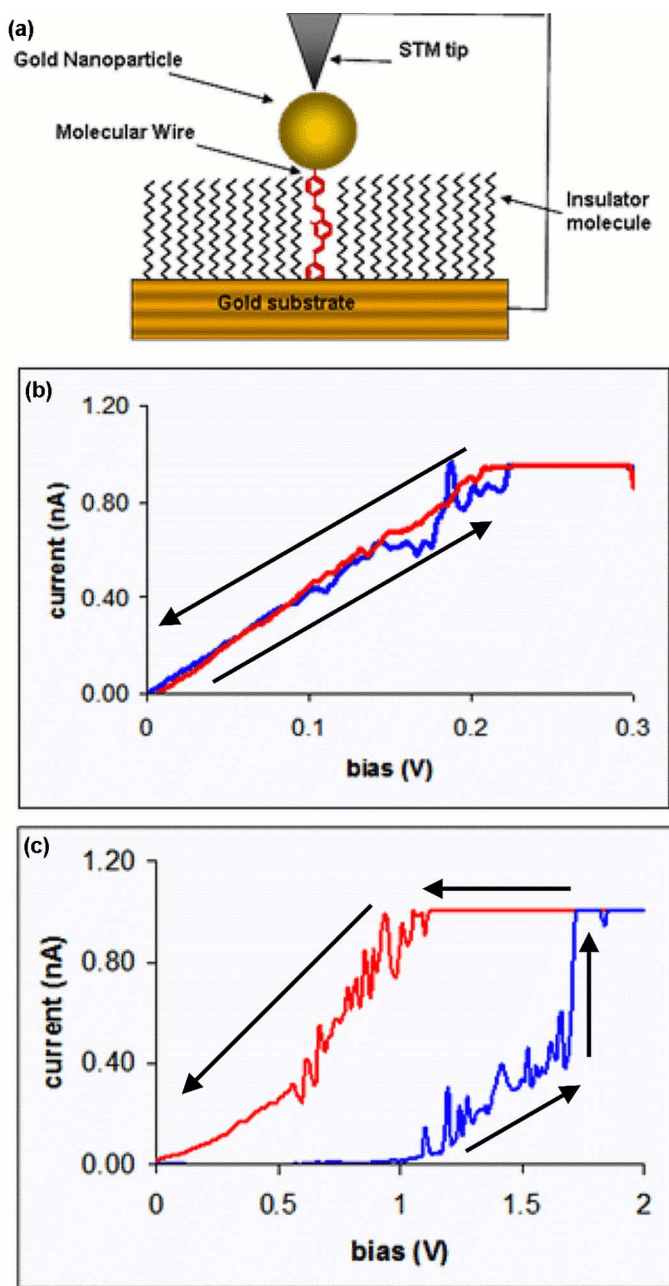 (a)
STM tip
Gold Nanoparticle
Molecular Wire
Insulator
molecule
Gold substrate
(b)
1.20
0.80
0.40
0.00
current (nA)
0
0.1
0.2
0.3
bias (V)
(c)
1.20
0.80
0.40
0.00
current (nA)
0
0.5
1
1.5
2
bias (V)